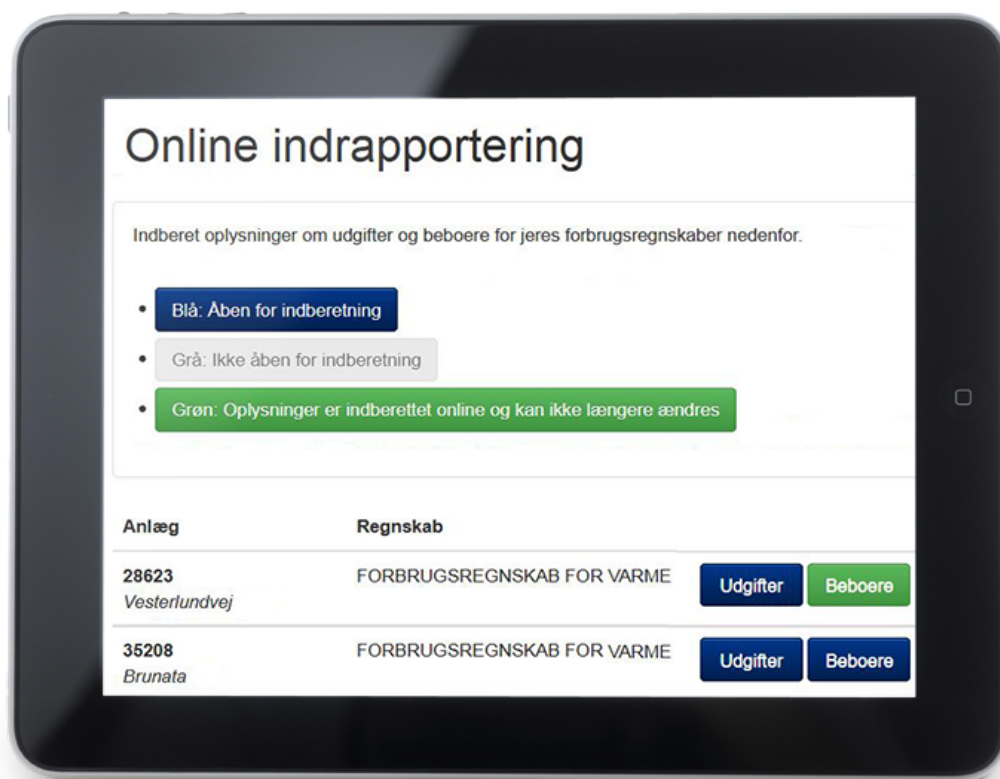 Online indrapportering
Indberet oplysninger om udgifter og beboere for jeres forbrugsregnskaber nedenfor.
Blå: Åben for indberetning
Grå: Ikke åben for indberetning
Grøn: Oplysninger er indberettet online og kan ikke længere ændres
Anlæg Regnskab
28623 FORBRUGSREGNSKAB FOR VARME Udgifter Beboere
Vesterlundvej
35208 FORBRUGSREGNSKAB FOR VARME Udgifter Beboere
Brunata